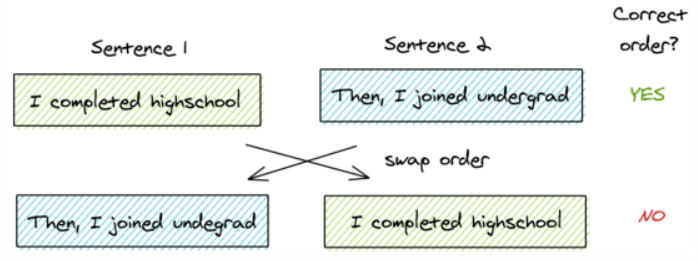 Correct
order?
Sentence 1
Sentence 2
I completed highschool
Then, I joined undergrad
YES
swap order
Then, I joined undegrad
I completed highschool
NO